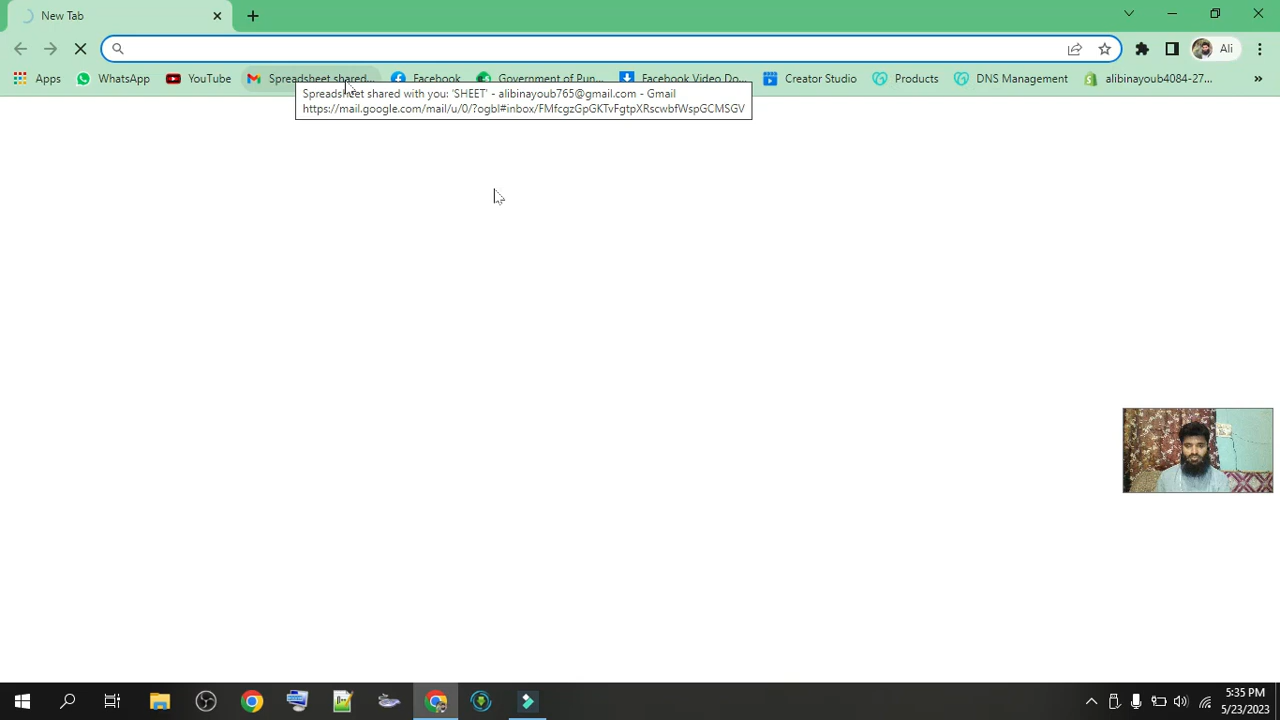 New Tab
Ali
Apps WhatsApp YouTube Spreadsheet shared... Facebook Government of Pun... Facebook Video Do... Creator Studio Products DNS Management alibinayoub4084-27... »
Spreadsheet shared with you: 'SHEET' - alibinayoub765@gmail.com - Gmail
https://mail.google.com/mail/u/0/?ogbl#inbox/FMfcgzGpGKTvFgtpXRscwbfWspGCMSGV
5:35 PM
5/23/2023